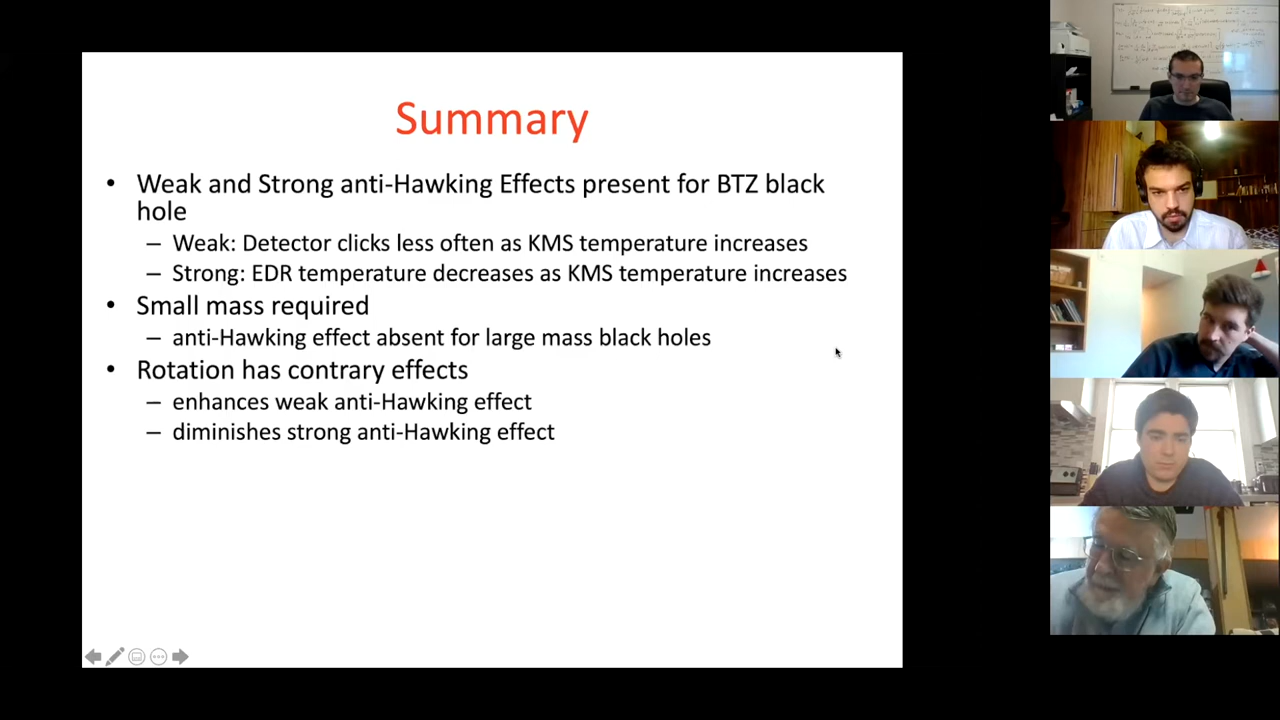 Summary
• Weak and Strong anti-Hawking Effects present for BTZ black
hole
– Weak: Detector clicks less often as KMS temperature increases
– Strong: EDR temperature decreases as KMS temperature increases
• Small mass required
– anti-Hawking effect absent for large mass black holes
• Rotation has contrary effects
– enhances weak anti-Hawking effect
– diminishes strong anti-Hawking effect